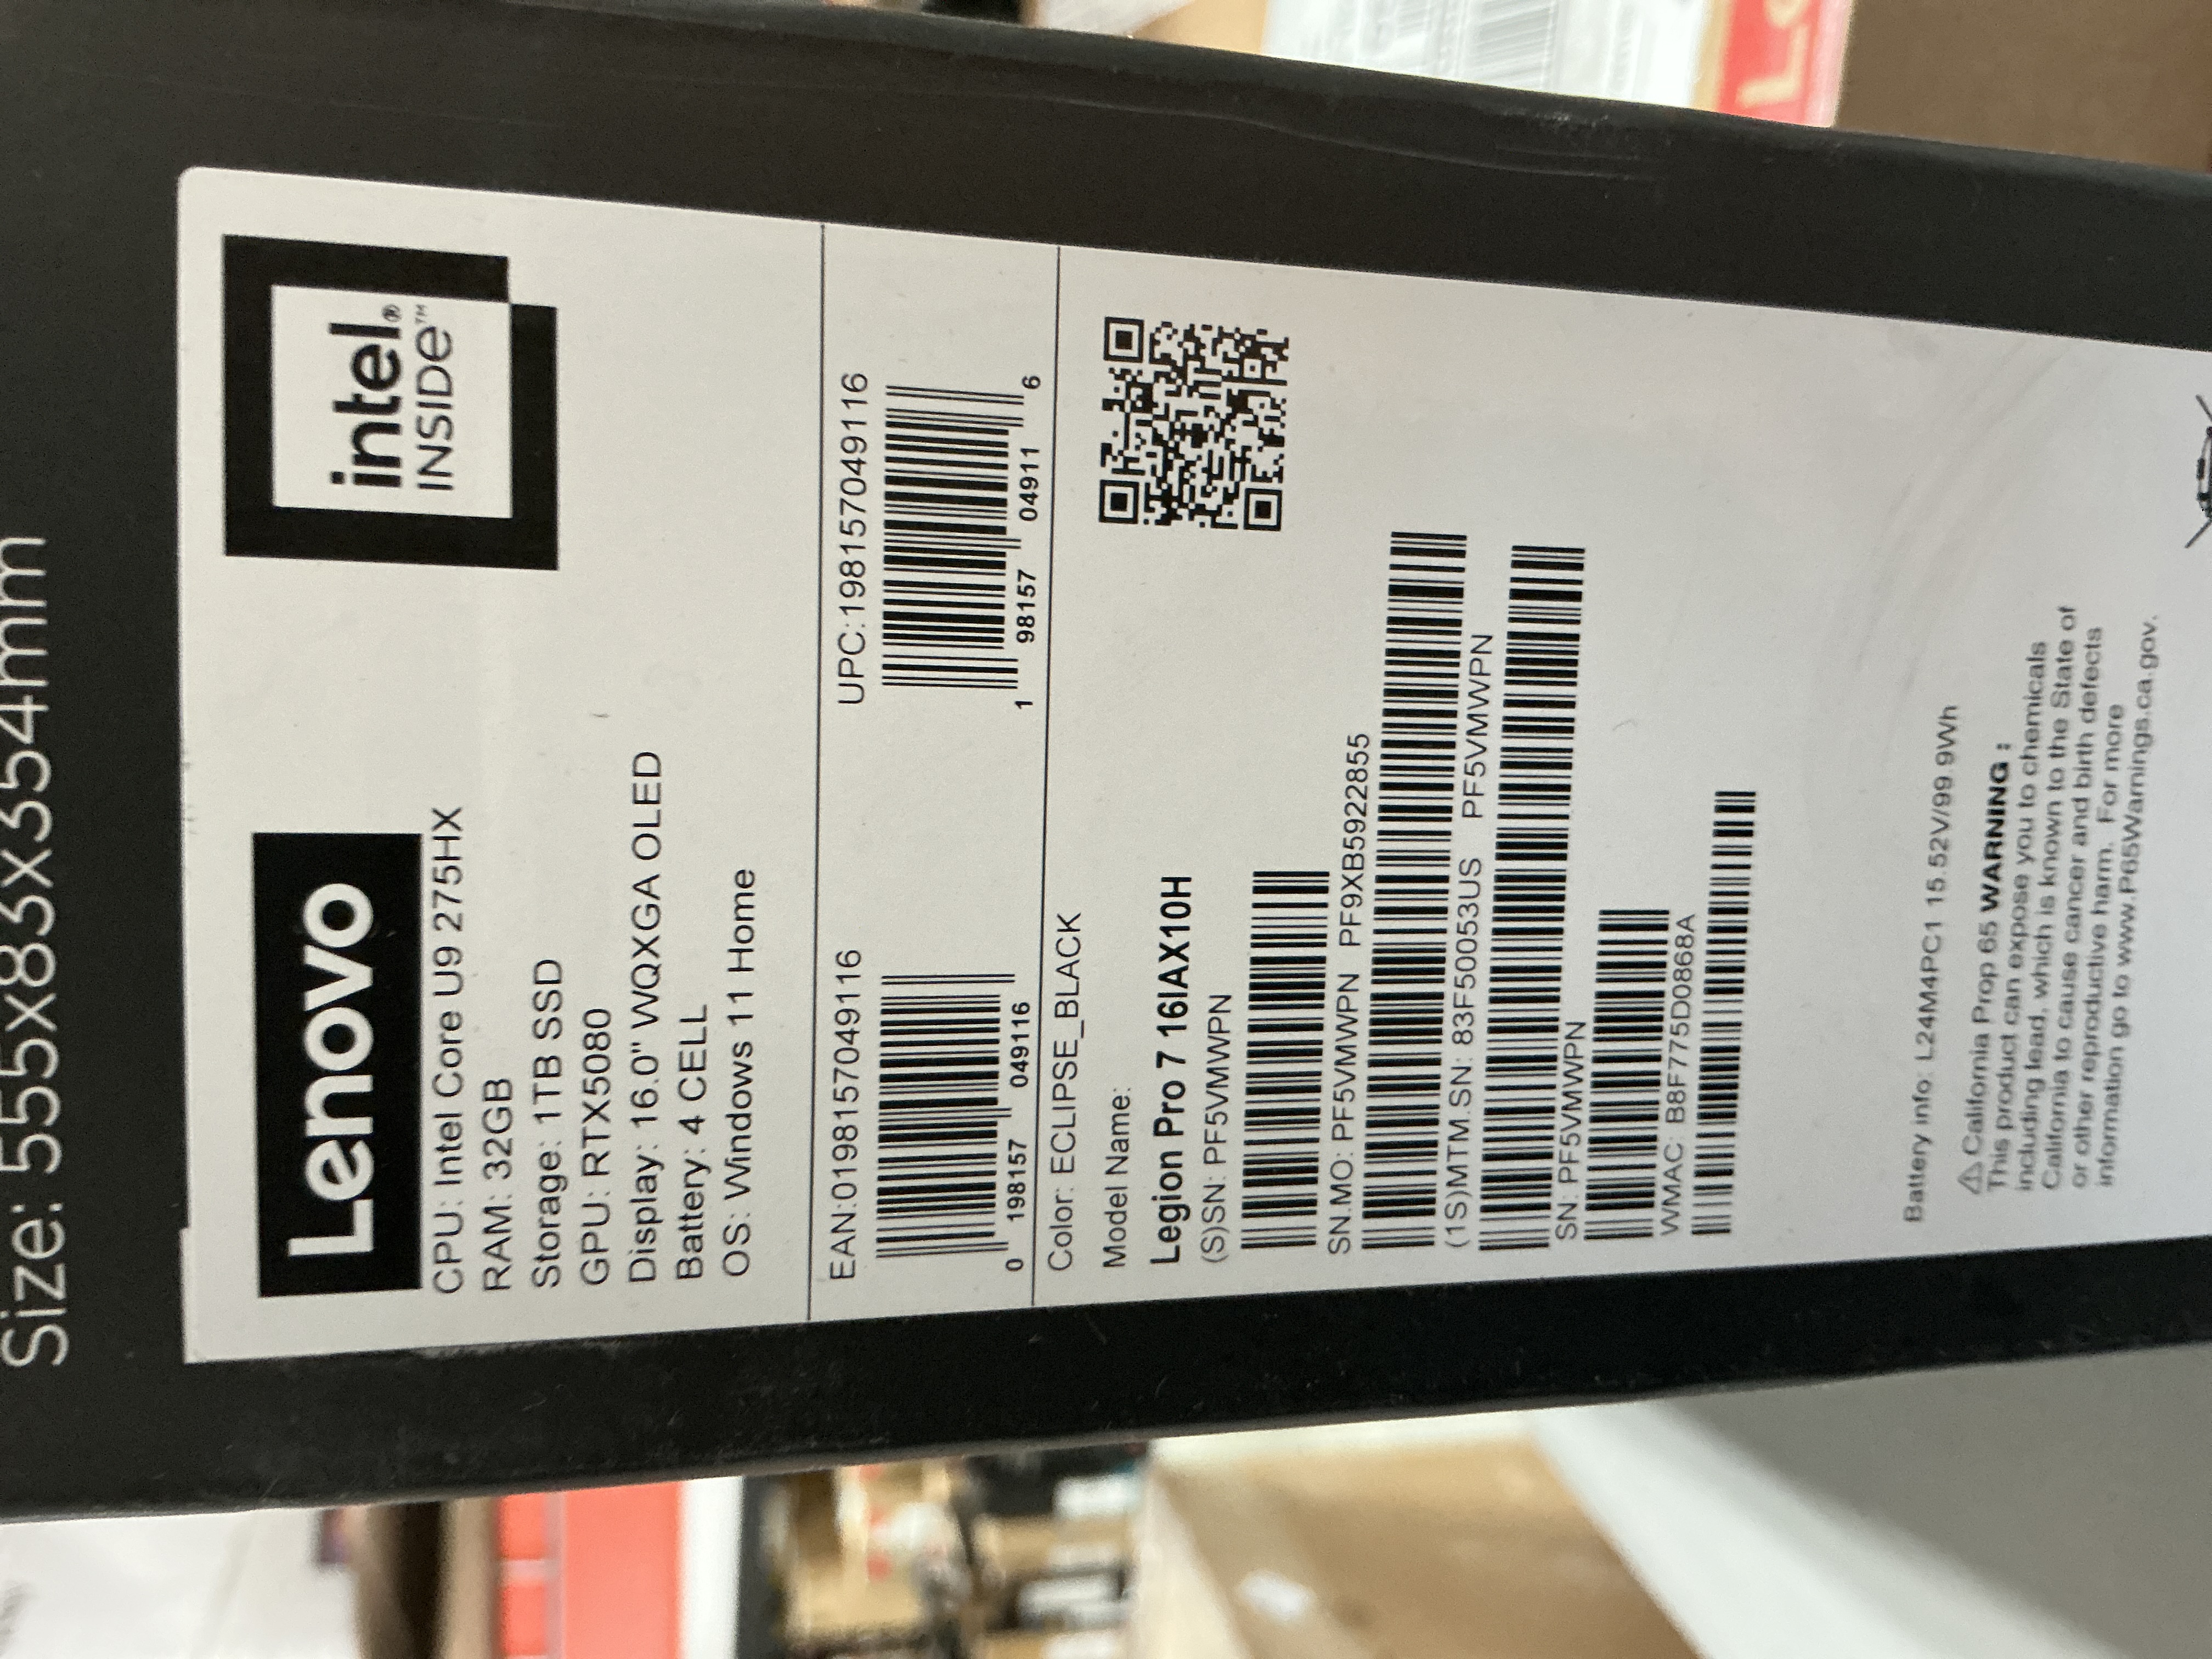 Size: 555x83x354mm
Lenovo
intel®
INSIDE™
CPU: Intel Core U9 275HX
RAM: 32GB
Storage: 1TB SSD
GPU: RTX5080
Display: 16.0" WQXGA OLED
Battery: 4 CELL
OS: Windows 11 Home
EAN:0198157049116
0 198157 049116
UPC:198157049116
1 98157 04911 6
Color: ECLIPSE_BLACK
Model Name:
Legion Pro 7 16IAX10H
(S)SN: PF5VMWPN
SN.MO: PF5VMWPN PF9XB5922855
(1S)MTM.SN: 83F50053US PF5VMWPN
SN: PF5VMWPN
WMAC: B8F775D0868A
Battery info: L24M4PC1 15.52V/99.9Wh
⚠California Prop 65 WARNING :
This product can expose you to chemicals
including lead, which is known to the State of
California to cause cancer and birth defects
or other reproductive harm. For more
information go to www.P65Warnings.ca.gov.